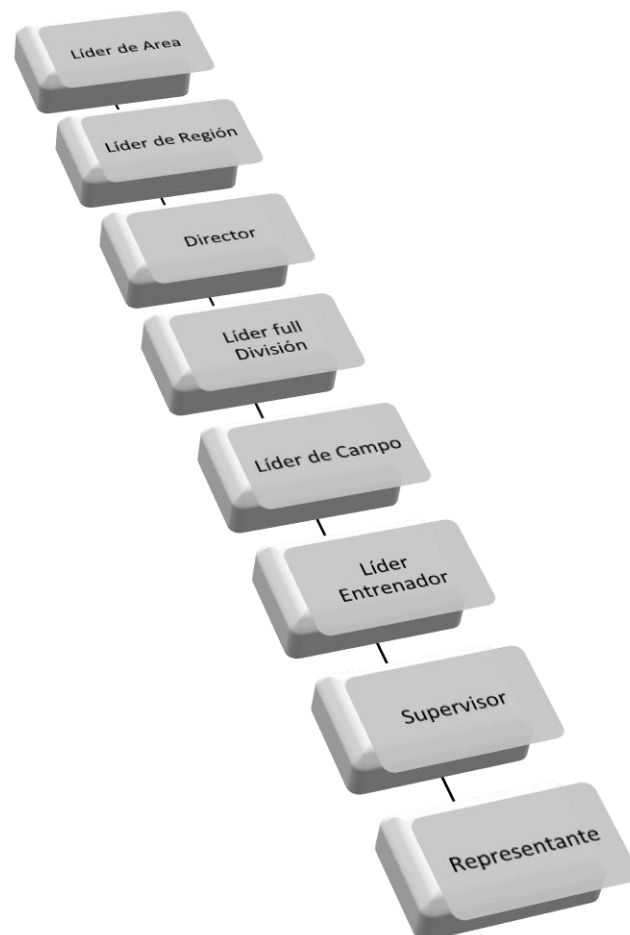 Líder de Area
Líder de Región
Director
Líder full
División
Líder de Campo
Líder
Entrenador
Supervisor
Representante